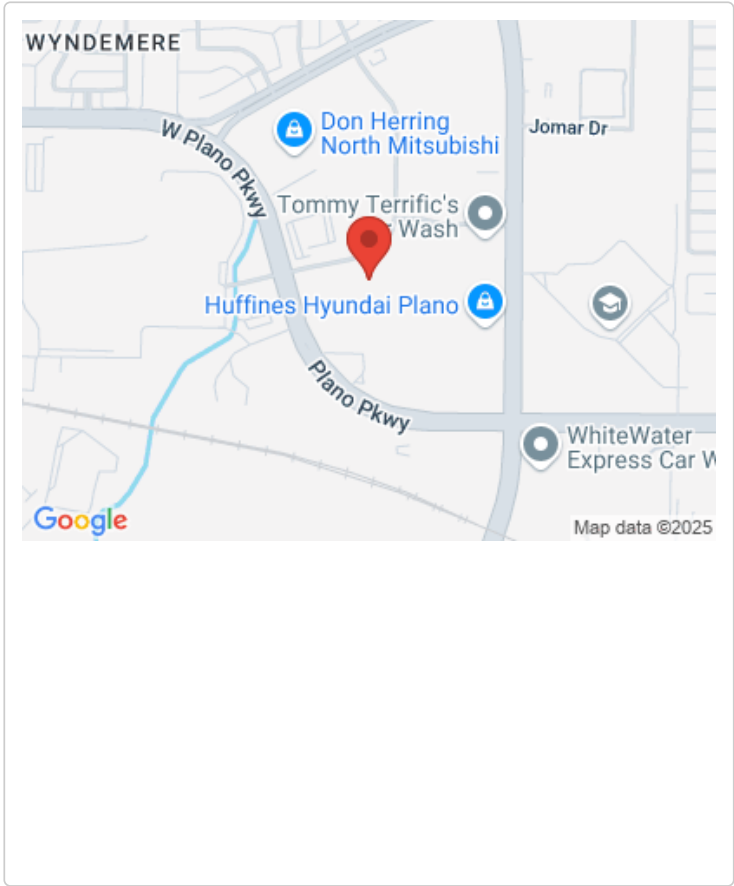 WYNDEMERE
W Plano Pkwy
Don Herring
North Mitsubishi
Jomar Dr
Tommy Terrific's
Wash
Huffines Hyundai Plano
Plano Pkwy
WhiteWater
Express Car W
Google
Map data ©2025